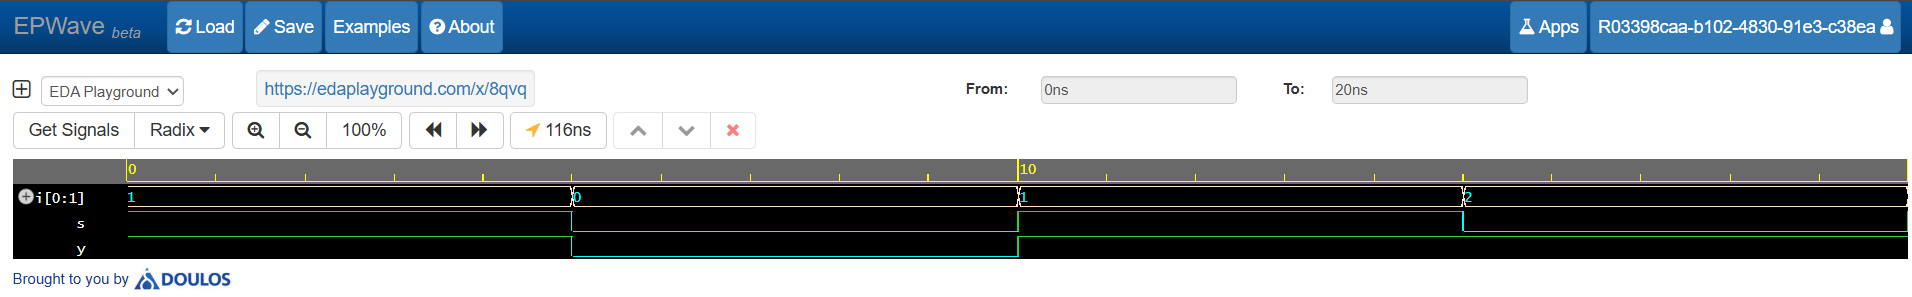 EPWave beta Load Save Examples About Apps R03398caa-b102-4830-91e3-c38ea
EDA Playground https://edaplayground.com/x/8qvq From: 0ns To: 20ns
Get Signals Radix 100% 116ns
0 10
i[0:1] 1 0 1 2
s
y
Brought to you by DOULOS